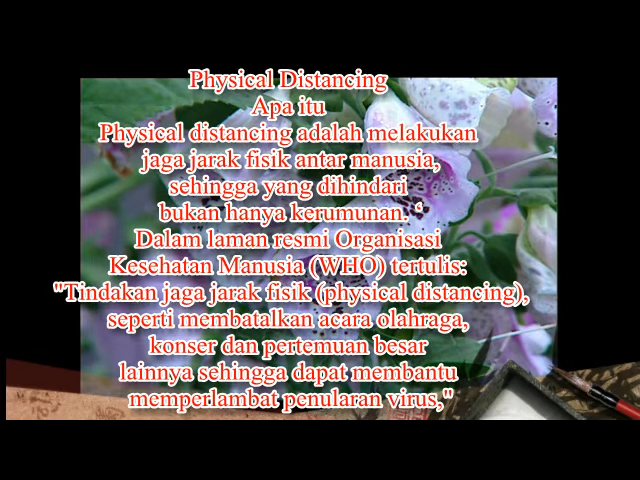 Physical Distancing
Apa itu
Physical distancing adalah melakukan
jaga jarak fisik antar manusia,
sehingga yang dihindari
bukan hanya kerumunan.
Dalam laman resmi Organisasi
Kesehatan Manusia (WHO) tertulis:
"Tindakan jaga jarak fisik (physical distancing),
seperti membatalkan acara olahraga,
konser dan pertemuan besar
lainnya sehingga dapat membantu
memperlambat penularan virus,"